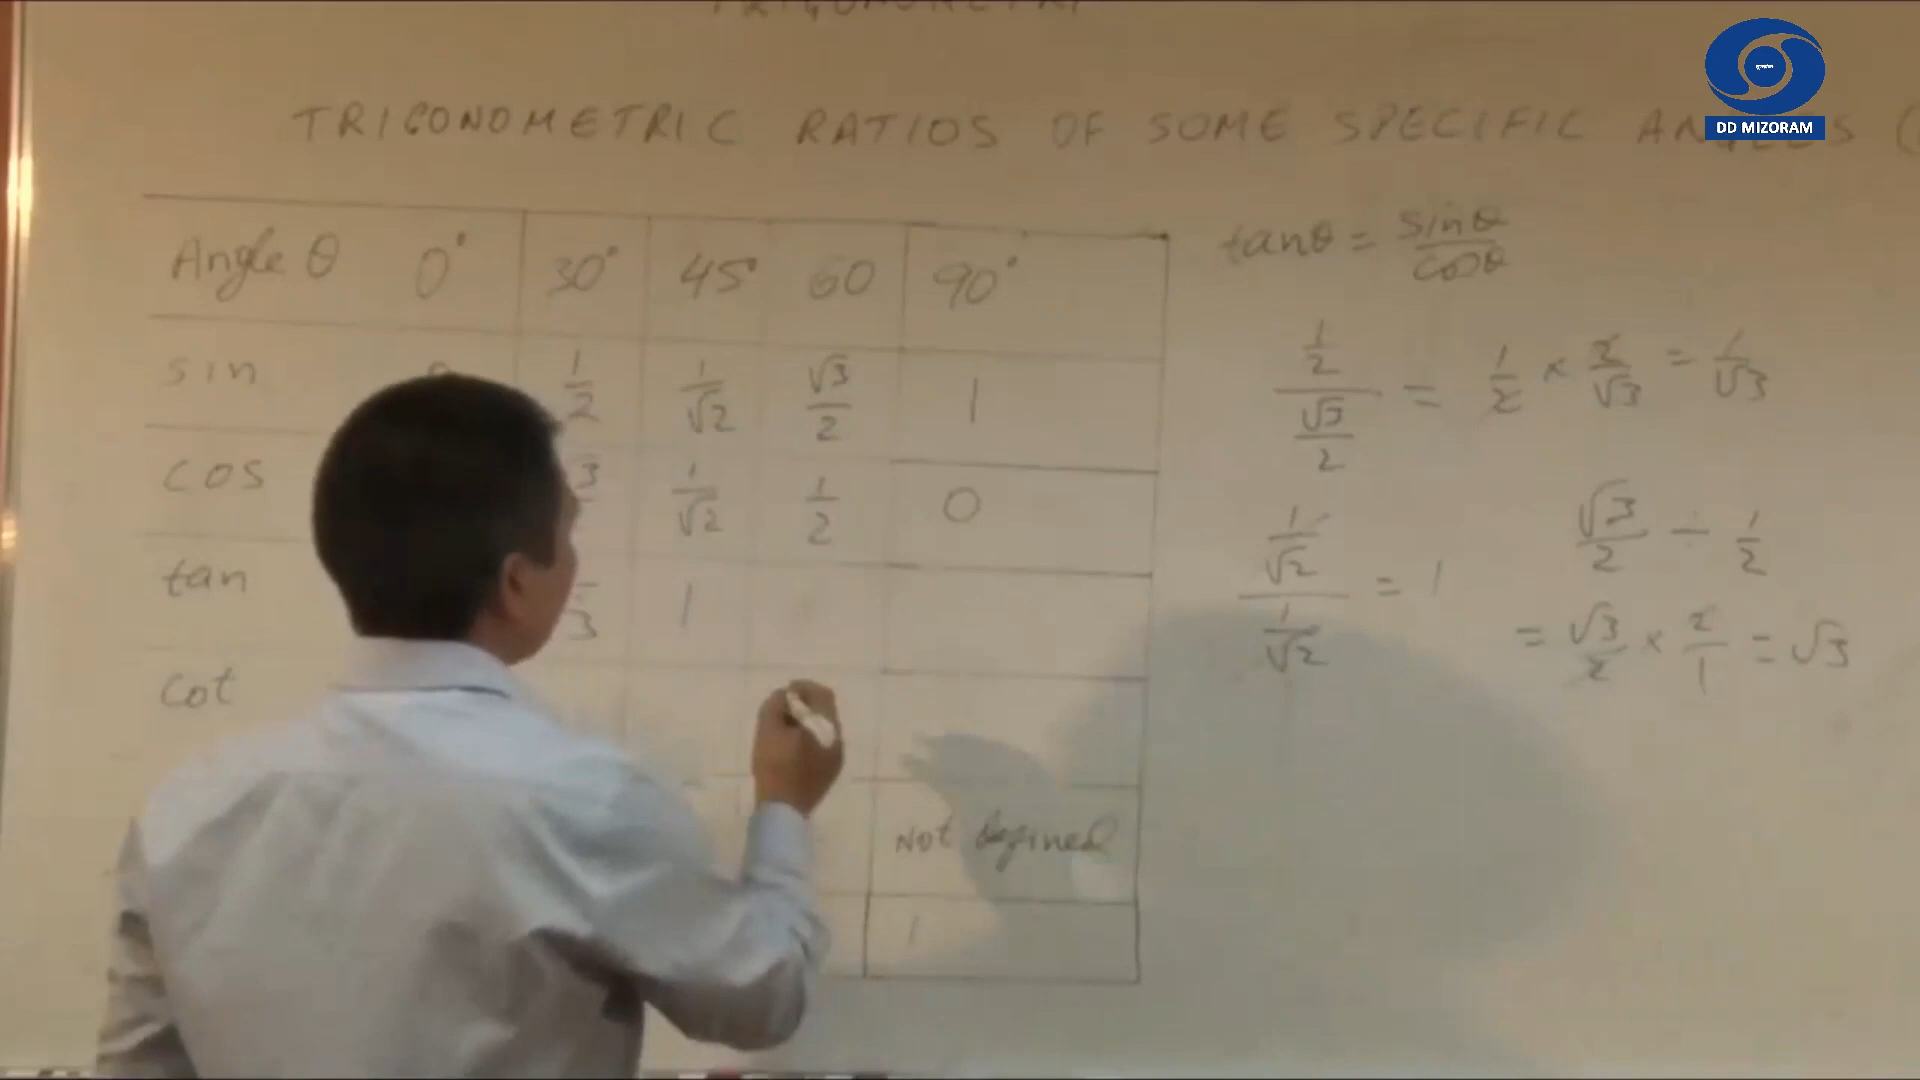 TRIGONOMETRY
DD MIZORAM
TRIGONOMETRIC RATIOS OF SOME SPECIFIC ANGLES (
Angle θ 0° 30° 45° 60 90°
sin 1/2 1/√2 √3/2 1
cos 1/√2 1/2 0
tan 1
cot
Not defined
1
tanθ = sinθ/cosθ
(1/2)/(√3/2) = 1/2 × 2/√3 = 1/√3
(1/√2)/(1/√2) = 1
√3/2 ÷ 1/2
= √3/2 × 2/1 = √3